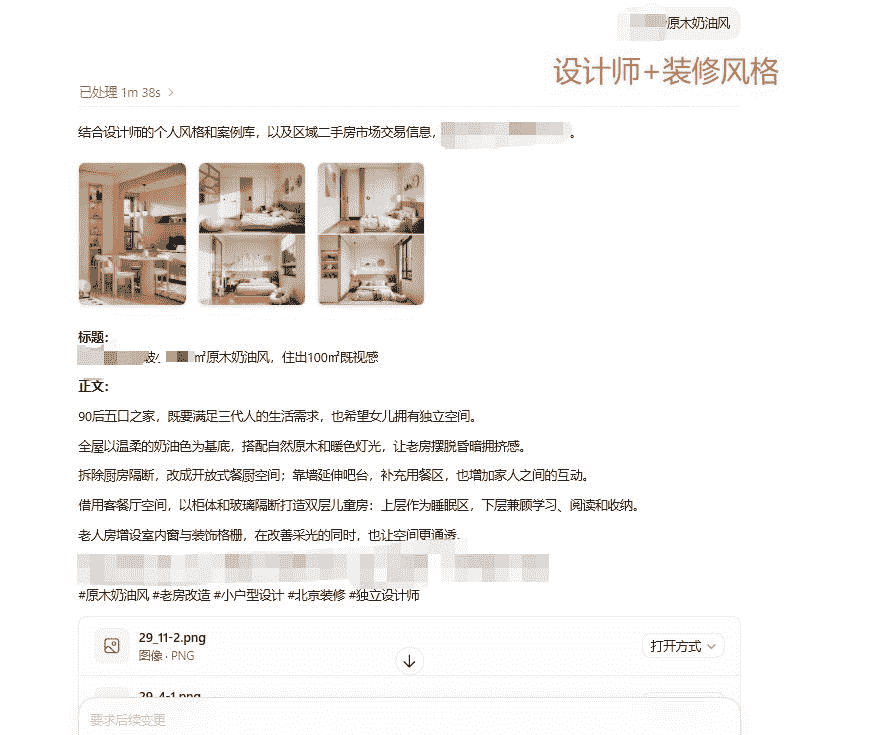 原木奶油风
设计师+装修风格
已处理 1m 38s
结合设计师的个人风格和案例库，以及区域二手房市场交易信息，。
标题：
㎡原木奶油风，住出100㎡既视感
正文：
90后五口之家，既要满足三代人的生活需求，也希望女儿拥有独立空间。
全屋以温柔的奶油色为基底，搭配自然原木和暖色灯光，让老房摆脱昏暗拥挤感。
拆除厨房隔断，改成开放式餐厨空间；靠墙延伸吧台，补充用餐区，也增加家人之间的互动。
借用客餐厅空间，以柜体和玻璃隔断打造双层儿童房：上层作为睡眠区，下层兼顾学习、阅读和收纳。
老人房增设室内窗与装饰格栅，在改善采光的同时，也让空间更通透。
#原木奶油风 #老房改造 #小户型设计 #北京装修 #独立设计师
29_11-2.png
图像 · PNG
打开方式
29_4-1.png
要求后续变更